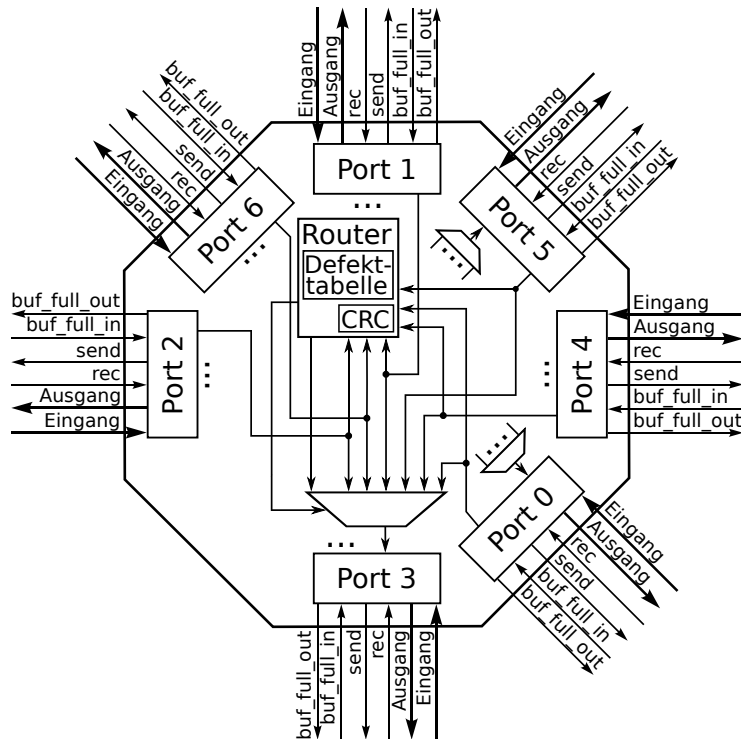 Eingang
Ausgang
rec
send
buf_full_in
buf_full_out
Port 1
...
buf_full_out
buf_full_in
send
rec
Ausgang
Eingang
Port 6
...
Eingang
Ausgang
rec
send
buf_full_in
buf_full_out
Port 5
...
Router
Defekt-
tabelle
CRC
buf_full_out
buf_full_in
send
rec
Ausgang
Eingang
Port 2
...
Eingang
Ausgang
rec
send
buf_full_in
buf_full_out
Port 4
...
...
Port 0
Eingang
Ausgang
rec
send
buf_full_in
buf_full_out
...
Port 3
buf_full_out
buf_full_in
send
rec
Ausgang
Eingang